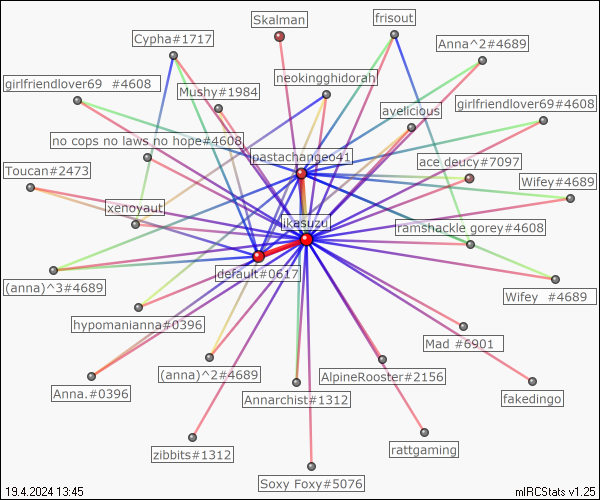 Skalman
frisout
Cypha#1717
Anna^2#4689
neokingghidorah
girlfriendlover69 #4608
Mushy#1984
avelicious
girlfriendlover69#4608
no cops no laws no hope#4608
pastachangeo41
ace deucy#7097
Toucan#2473
Wifey#4689
xenoyaut
ikasuzu
ramshackle gorey#4608
default#0617
(anna)^3#4689
Wifey #4689
hypomanianna#0396
Mad #6901
(anna)^2#4689
AlpineRooster#2156
Anna.#0396
Annarchist#1312
fakedingo
zibbits#1312
rattgaming
Soxy Foxy#5076
19.4.2024 13:45
mIRCStats v1.25